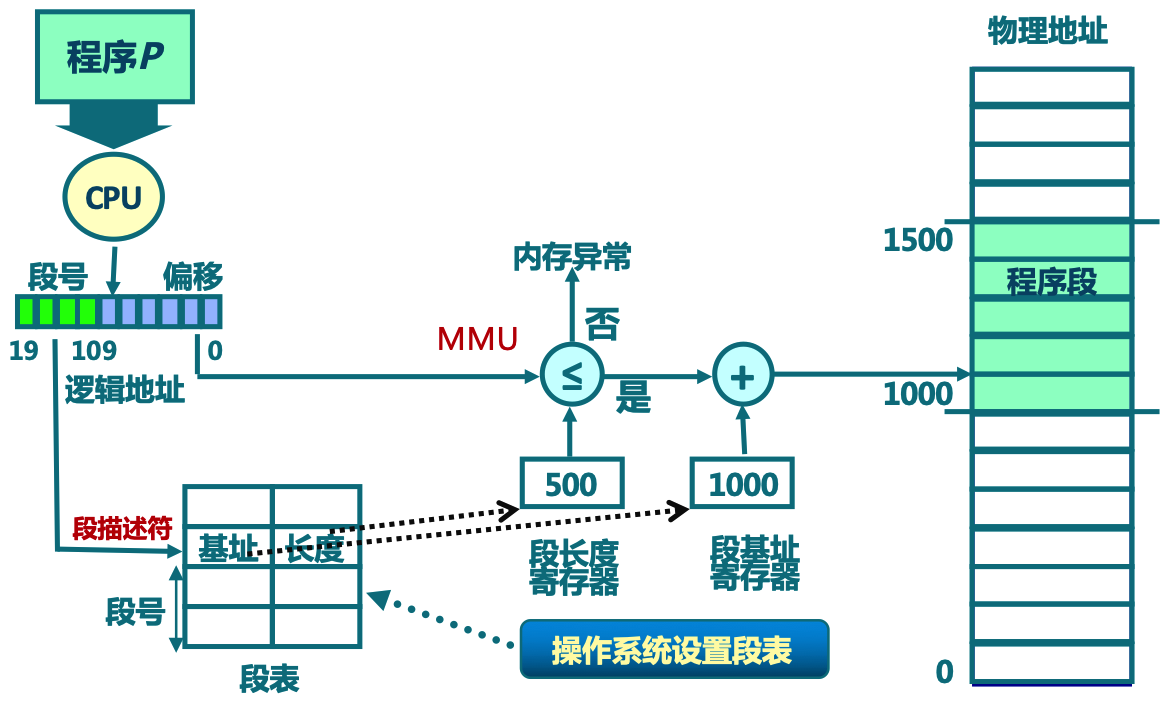 程序P
物理地址
CPU
1500
内存异常
段号
偏移
程序段
否
MMU
19
109
0
≤
+
1000
逻辑地址
是
500
1000
段描述符
基址
长度
段长度
寄存器
段基址
寄存器
段号
操作系统设置段表
0
段表